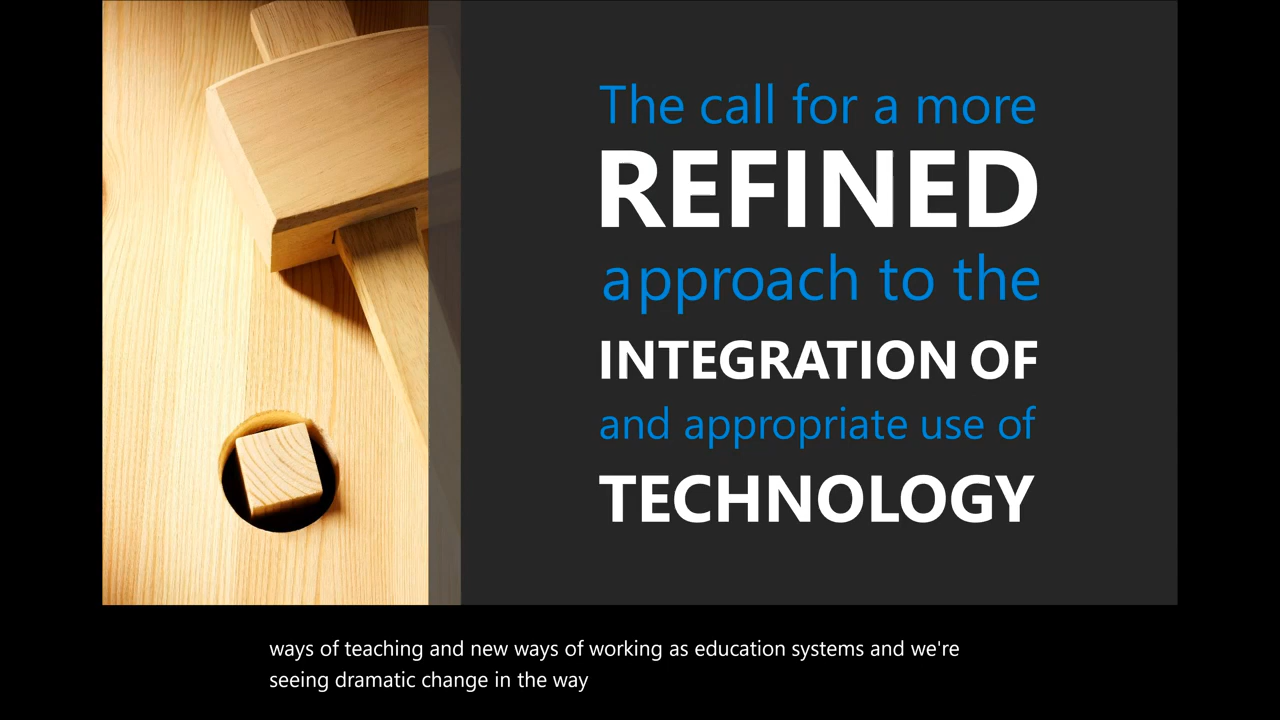 The call for a more
REFINED
approach to the
INTEGRATION OF
and appropriate use of
TECHNOLOGY
ways of teaching and new ways of working as education systems and we're
seeing dramatic change in the way